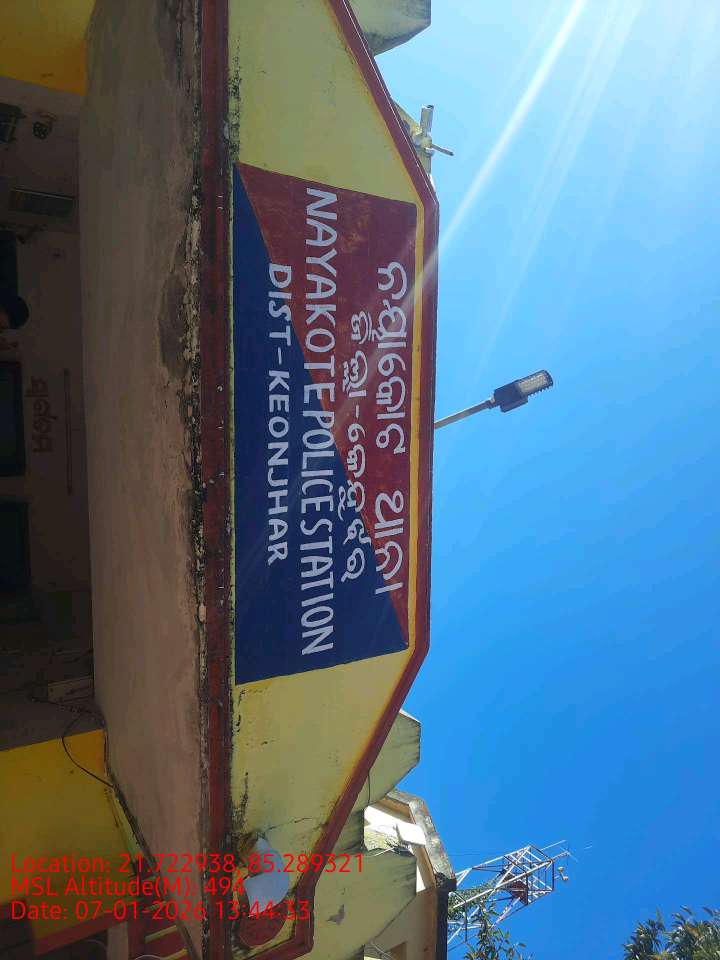 ନୟାକୋଟ ଥାନା
ଜିଲ୍ଲା-କେନ୍ଦୁଝର
NAYAKOTE POLICE STATION
DIST-KEONJHAR
Location: 21.722938, 85.289321
MSL Altitude(M): 494
Date: 07-01-2026 13:44:33